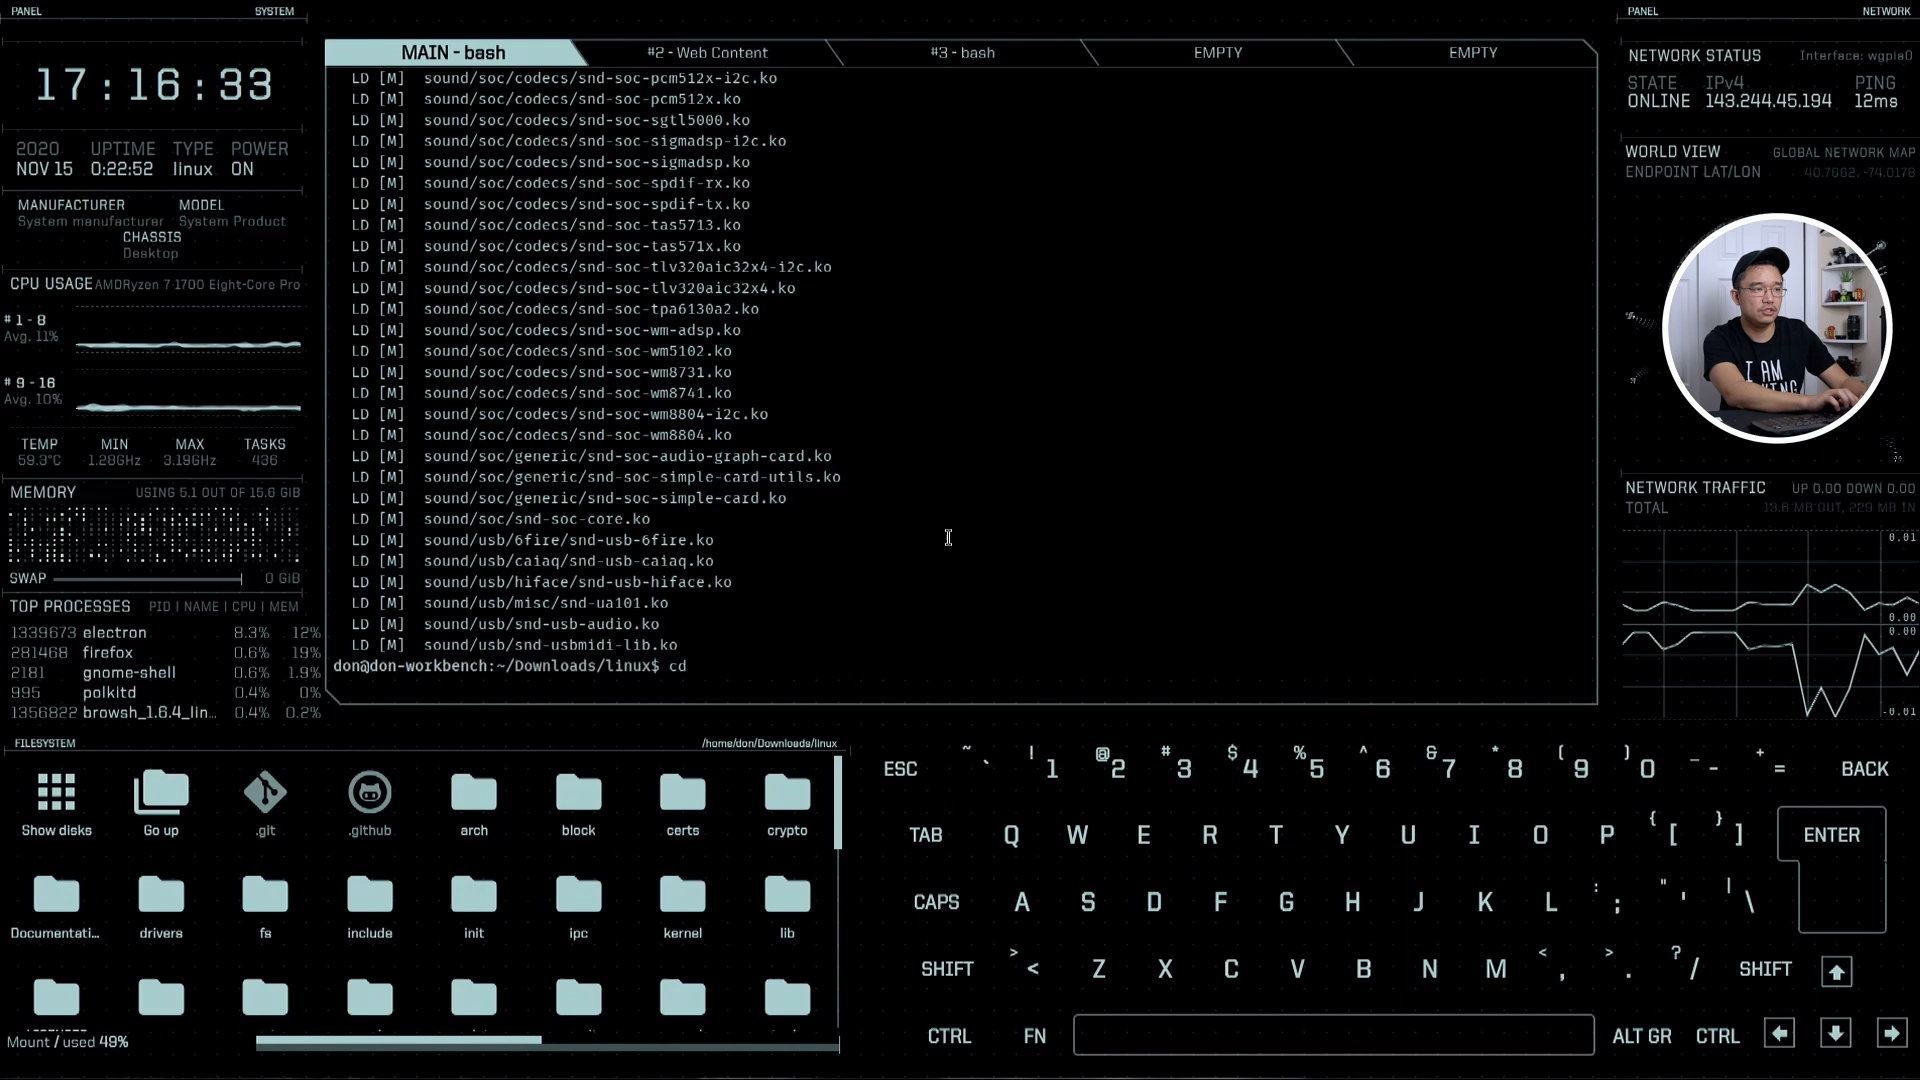 PANEL SYSTEM
17:16:33
2020 UPTIME TYPE POWER
NOV 15 0:22:52 linux ON
MANUFACTURER MODEL
System manufacturer System Product
CHASSIS
Desktop
CPU USAGE AMDRyzen 7 1700 Eight-Core Pro
# 1 - 8
Avg. 11%
# 9 - 16
Avg. 10%
TEMP MIN MAX TASKS
59.3°C 1.28GHz 3.19GHz 436
MEMORY USING 5.1 OUT OF 15.6 GiB
SWAP 0 GiB
TOP PROCESSES PID | NAME | CPU | MEM
1339673 electron 8.3% 12%
281468 firefox 0.6% 19%
2181 gnome-shell 0.6% 1.9%
995 polkitd 0.4% 0%
1356822 browsh_1.6.4_lin... 0.4% 0.2%
MAIN - bash #2 - Web Content #3 - bash EMPTY EMPTY
LD [M] sound/soc/codecs/snd-soc-pcm512x-i2c.ko
LD [M] sound/soc/codecs/snd-soc-pcm512x.ko
LD [M] sound/soc/codecs/snd-soc-sgtl5000.ko
LD [M] sound/soc/codecs/snd-soc-sigmadsp-i2c.ko
LD [M] sound/soc/codecs/snd-soc-sigmadsp.ko
LD [M] sound/soc/codecs/snd-soc-spdif-rx.ko
LD [M] sound/soc/codecs/snd-soc-spdif-tx.ko
LD [M] sound/soc/codecs/snd-soc-tas5713.ko
LD [M] sound/soc/codecs/snd-soc-tas571x.ko
LD [M] sound/soc/codecs/snd-soc-tlv320aic32x4-i2c.ko
LD [M] sound/soc/codecs/snd-soc-tlv320aic32x4.ko
LD [M] sound/soc/codecs/snd-soc-tpa6130a2.ko
LD [M] sound/soc/codecs/snd-soc-wm-adsp.ko
LD [M] sound/soc/codecs/snd-soc-wm5102.ko
LD [M] sound/soc/codecs/snd-soc-wm8731.ko
LD [M] sound/soc/codecs/snd-soc-wm8741.ko
LD [M] sound/soc/codecs/snd-soc-wm8804-i2c.ko
LD [M] sound/soc/codecs/snd-soc-wm8804.ko
LD [M] sound/soc/generic/snd-soc-audio-graph-card.ko
LD [M] sound/soc/generic/snd-soc-simple-card-utils.ko
LD [M] sound/soc/generic/snd-soc-simple-card.ko
LD [M] sound/soc/snd-soc-core.ko
LD [M] sound/usb/6fire/snd-usb-6fire.ko
LD [M] sound/usb/caiaq/snd-usb-caiaq.ko
LD [M] sound/usb/hiface/snd-usb-hiface.ko
LD [M] sound/usb/misc/snd-ua101.ko
LD [M] sound/usb/snd-usb-audio.ko
LD [M] sound/usb/snd-usbmidi-lib.ko
don@don-workbench:~/Downloads/linux$ cd
PANEL NETWORK
NETWORK STATUS Interface: wgpia0
STATE IPv4 PING
ONLINE 143.244.45.194 12ms
WORLD VIEW GLOBAL NETWORK MAP
ENDPOINT LAT/LON 40.7662, -74.0178
I AM
NETWORK TRAFFIC UP 0.00 DOWN 0.00
TOTAL 13.6 MB OUT, 229 MB IN
0.01
0.00
0.00
-0.01
FILESYSTEM /home/don/Downloads/linux
Show disks Go up .git .github arch block certs crypto
Documentati... drivers fs include init ipc kernel lib
Mount / used 49%
ESC ~ ` ! 1 @ 2 # 3 $ 4 % 5 ^ 6 & 7 * 8 ( 9 ) 0 _ - + = BACK
TAB Q W E R T Y U I O P { [ } ] ENTER
CAPS A S D F G H J K L : ; " ' | \
SHIFT > < Z X C V B N M < , > . ? / SHIFT
CTRL FN ALT GR CTRL